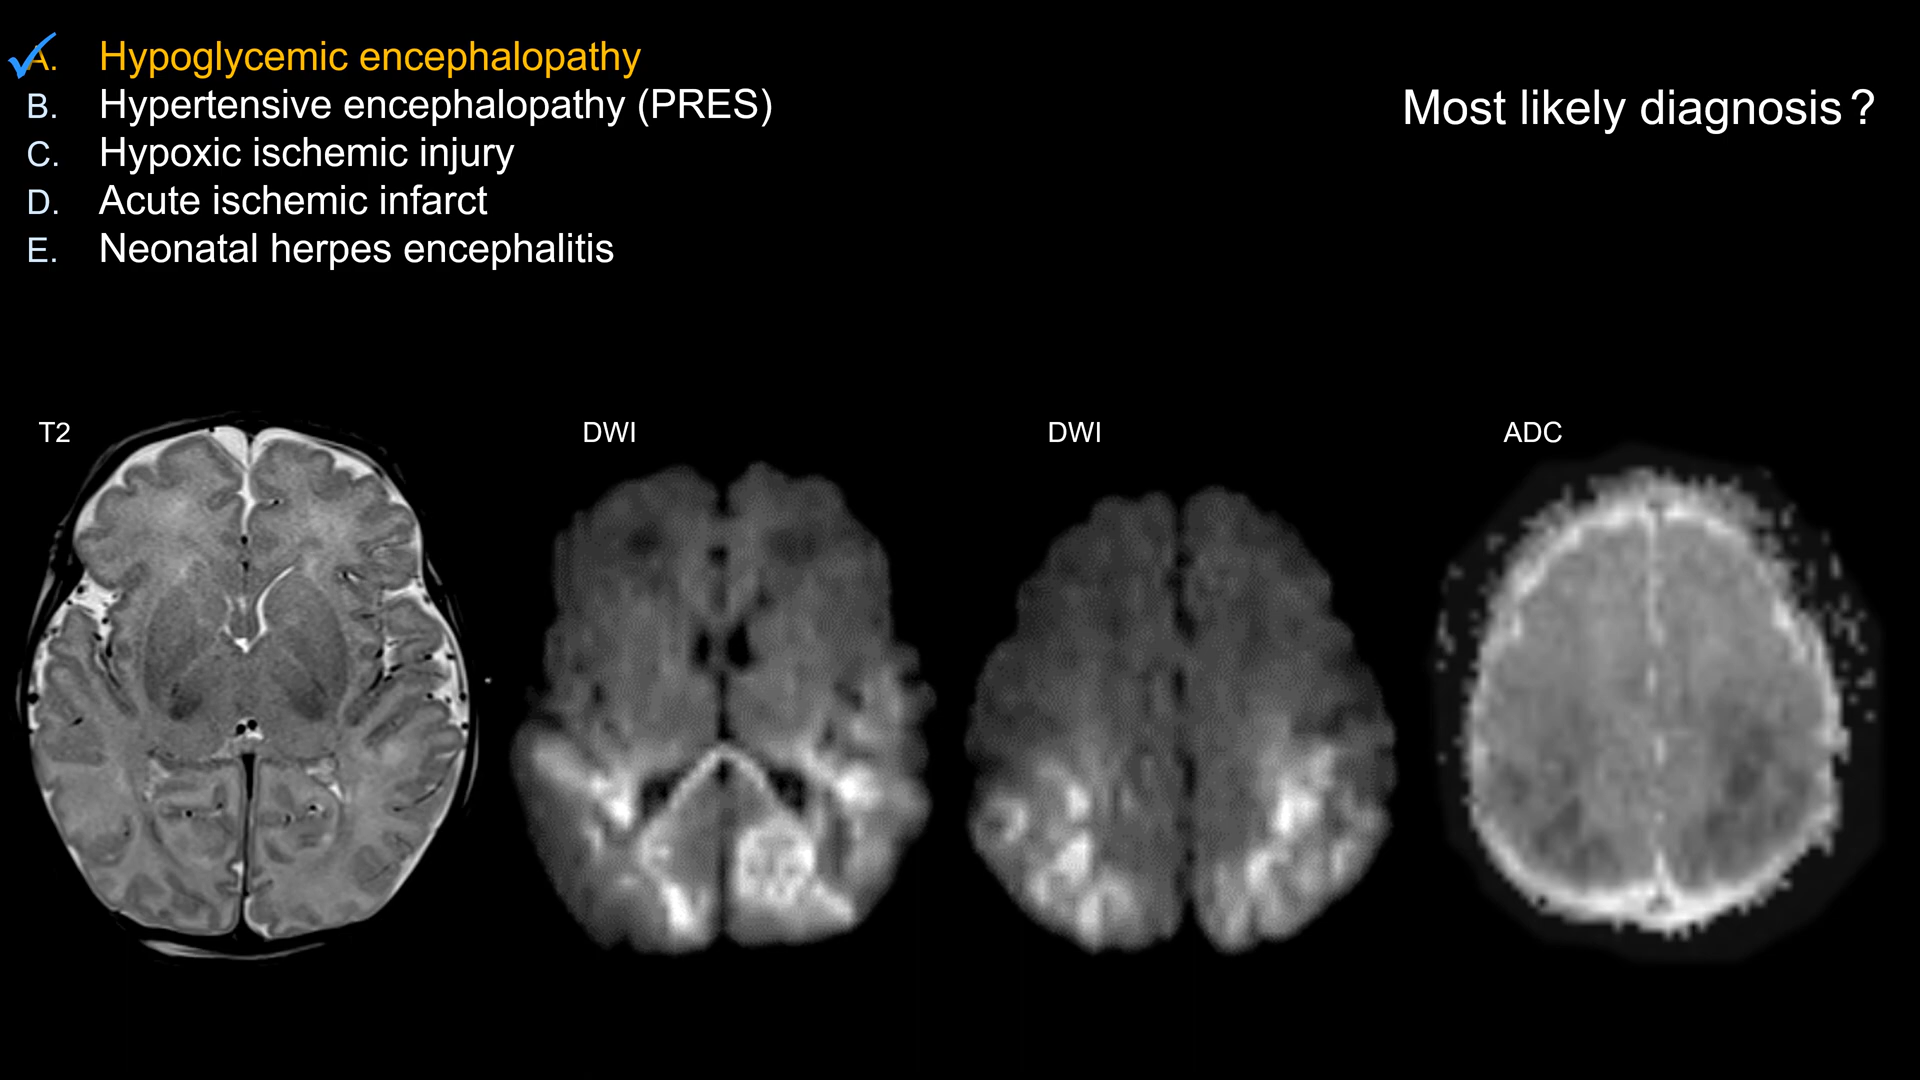 A. Hypoglycemic encephalopathy
B. Hypertensive encephalopathy (PRES)
C. Hypoxic ischemic injury
D. Acute ischemic infarct
E. Neonatal herpes encephalitis
Most likely diagnosis ?
T2
DWI
DWI
ADC